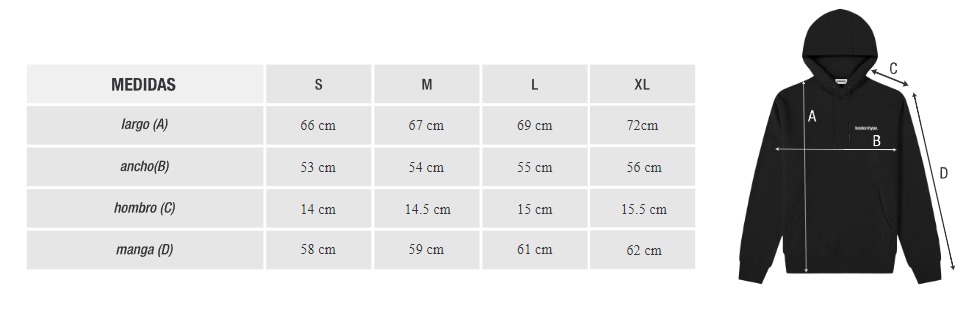 MEDIDAS S M L XL
largo (A) 66 cm 67 cm 69 cm 72cm
ancho(B) 53 cm 54 cm 55 cm 56 cm
hombro (C) 14 cm 14.5 cm 15 cm 15.5 cm
manga (D) 58 cm 59 cm 61 cm 62 cm
C
A
B
D